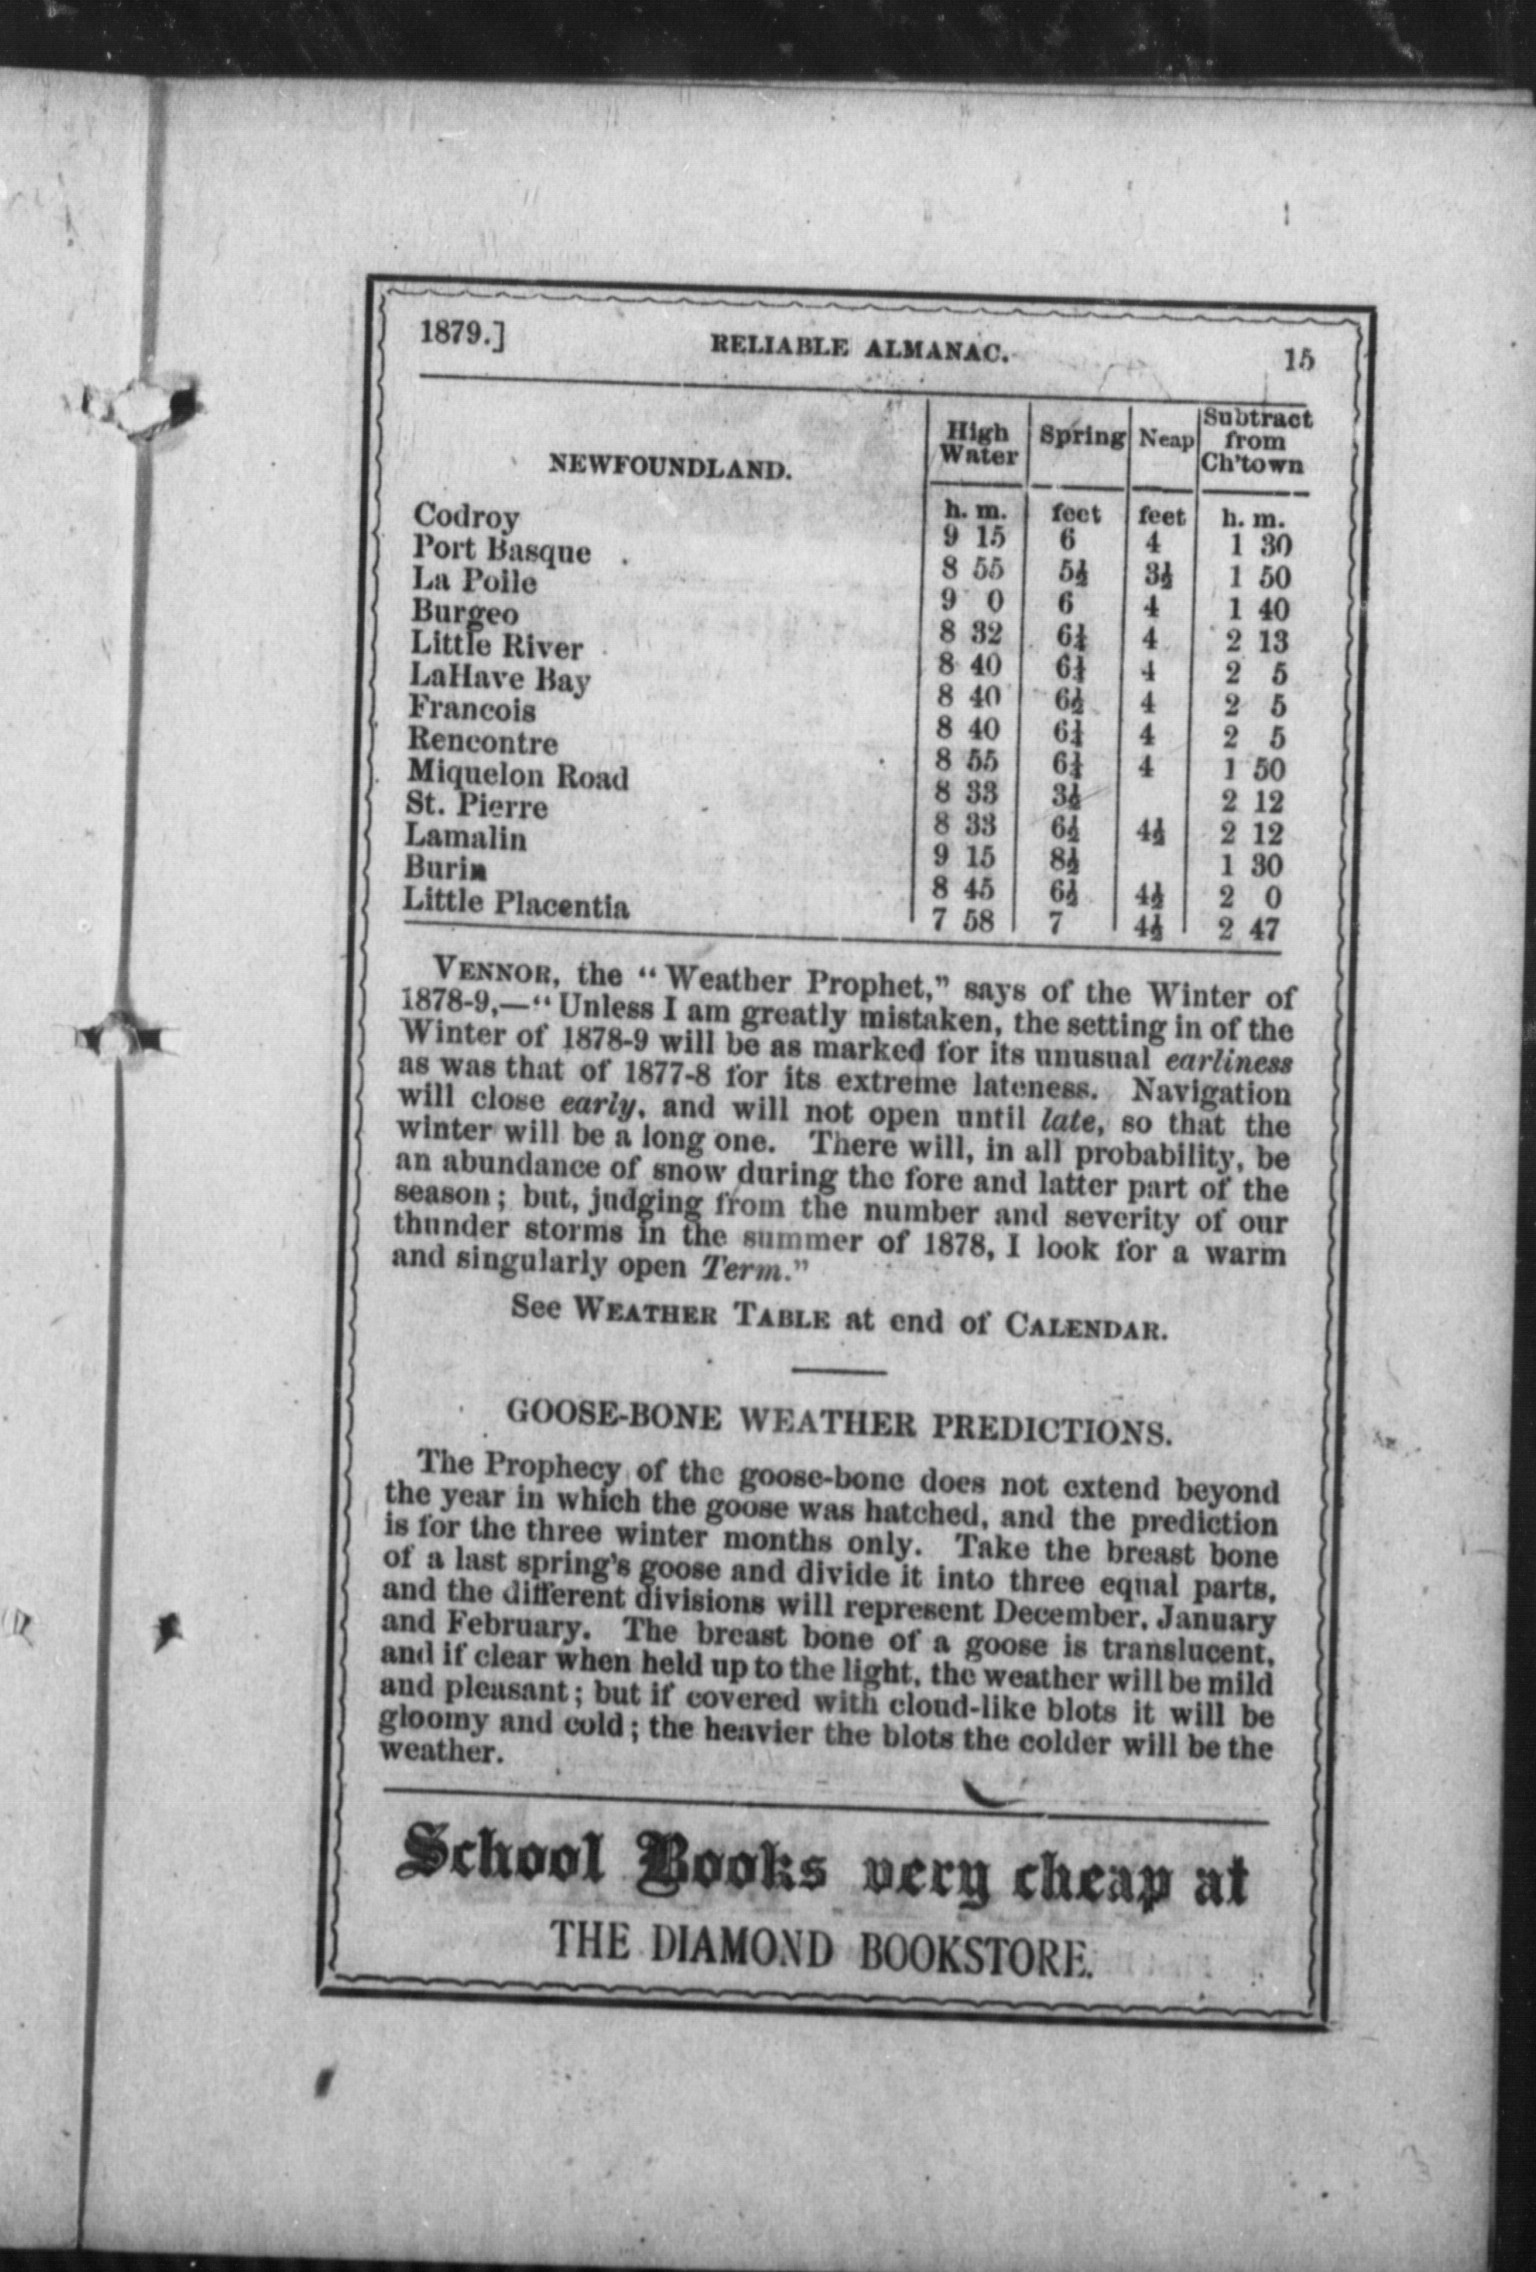 1879.] RELIABLE ALMANAC. 15
NEWFOUNDLAND. High Water Spring Neap Subtract from Ch'town
h. m. feet feet h. m.
Codroy 9 15 6 4 1 30
Port Basque 8 55 5½ 3½ 1 50
La Poile 9 0 6 4 1 40
Burgeo 8 32 6¼ 4 2 13
Little River 8 40 6¼ 4 2 5
LaHave Bay 8 40 6½ 4 2 5
Francois 8 40 6¼ 4 2 5
Rencontre 8 55 6¼ 4 1 50
Miquelon Road 8 33 3½ 2 12
St. Pierre 8 33 6½ 4½ 2 12
Lamalin 9 15 8½ 1 30
Burin 8 45 6½ 4½ 2 0
Little Placentia 7 58 7 4½ 2 47
VENNOR, the "Weather Prophet," says of the Winter of
1878-9,—"Unless I am greatly mistaken, the setting in of the
Winter of 1878-9 will be as marked for its unusual earliness
as was that of 1877-8 for its extreme lateness. Navigation
will close early, and will not open until late, so that the
winter will be a long one. There will, in all probability, be
an abundance of snow during the fore and latter part of the
season; but, judging from the number and severity of our
thunder storms in the summer of 1878, I look for a warm
and singularly open Term."
See WEATHER TABLE at end of CALENDAR.
GOOSE-BONE WEATHER PREDICTIONS.
The Prophecy of the goose-bone does not extend beyond
the year in which the goose was hatched, and the prediction
is for the three winter months only. Take the breast bone
of a last spring's goose and divide it into three equal parts,
and the different divisions will represent December, January
and February. The breast bone of a goose is translucent,
and if clear when held up to the light, the weather will be mild
and pleasant; but if covered with cloud-like blots it will be
gloomy and cold; the heavier the blots the colder will be the
weather.
School Books very cheap at
THE DIAMOND BOOKSTORE.